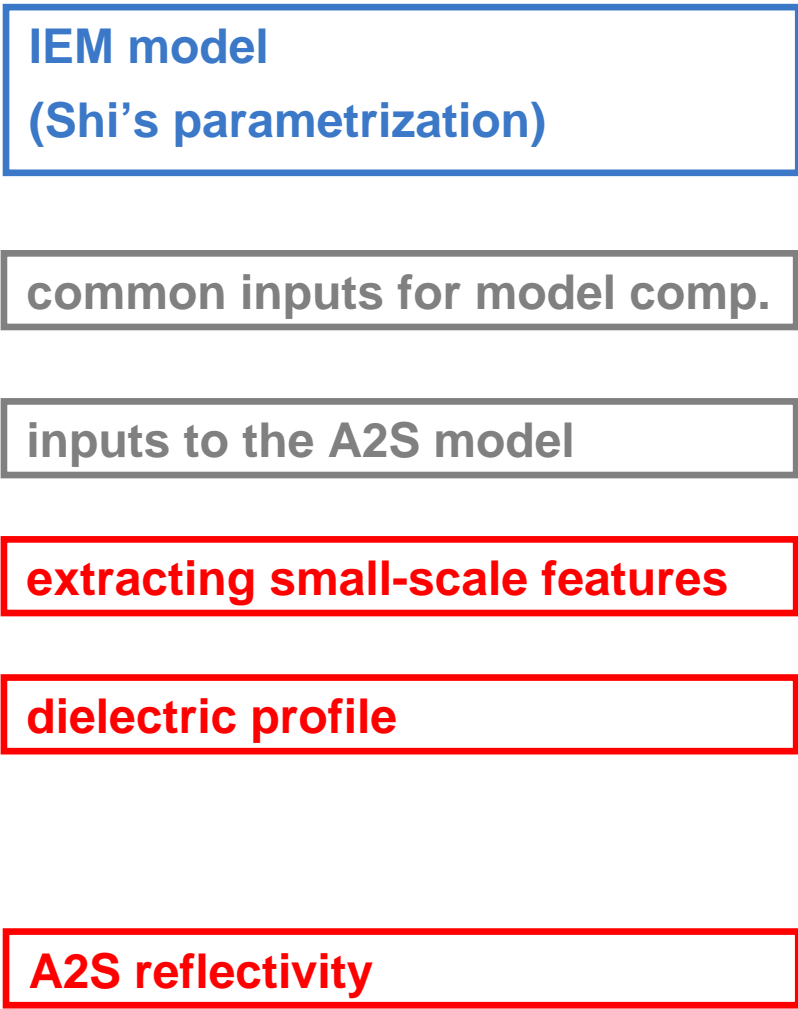 IEM model
(Shi’s parametrization)
common inputs for model comp.
inputs to the A2S model
extracting small-scale features
dielectric profile
A2S reflectivity